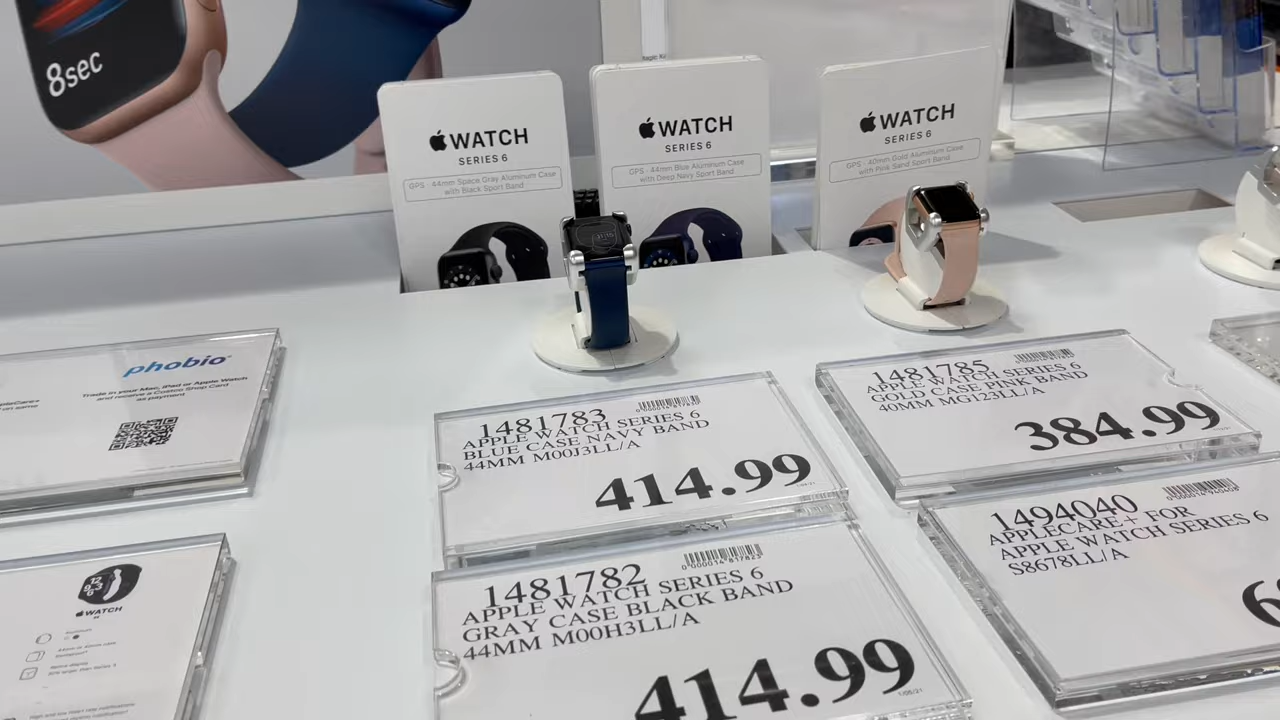 8sec
WATCH
SERIES 6
GPS · 44mm Space Gray Aluminum Case
with Black Sport Band
WATCH
SERIES 6
GPS · 44mm Blue Aluminum Case
with Deep Navy Sport Band
WATCH
SERIES 6
GPS · 40mm Gold Aluminum Case
with Pink Sand Sport Band
phobio
Trade in your Mac, iPad or Apple Watch
and receive a Costco Shop Card
as payment
1481783
APPLE WATCH SERIES 6
BLUE CASE NAVY BAND
44MM M00J3LL/A
414.99
1481785
APPLE WATCH SERIES 6
GOLD CASE PINK BAND
40MM MG123LL/A
384.99
1481782
APPLE WATCH SERIES 6
GRAY CASE BLACK BAND
44MM M00H3LL/A
414.99
1494040
APPLECARE+ FOR
APPLE WATCH SERIES 6
S8678LL/A
WATCH